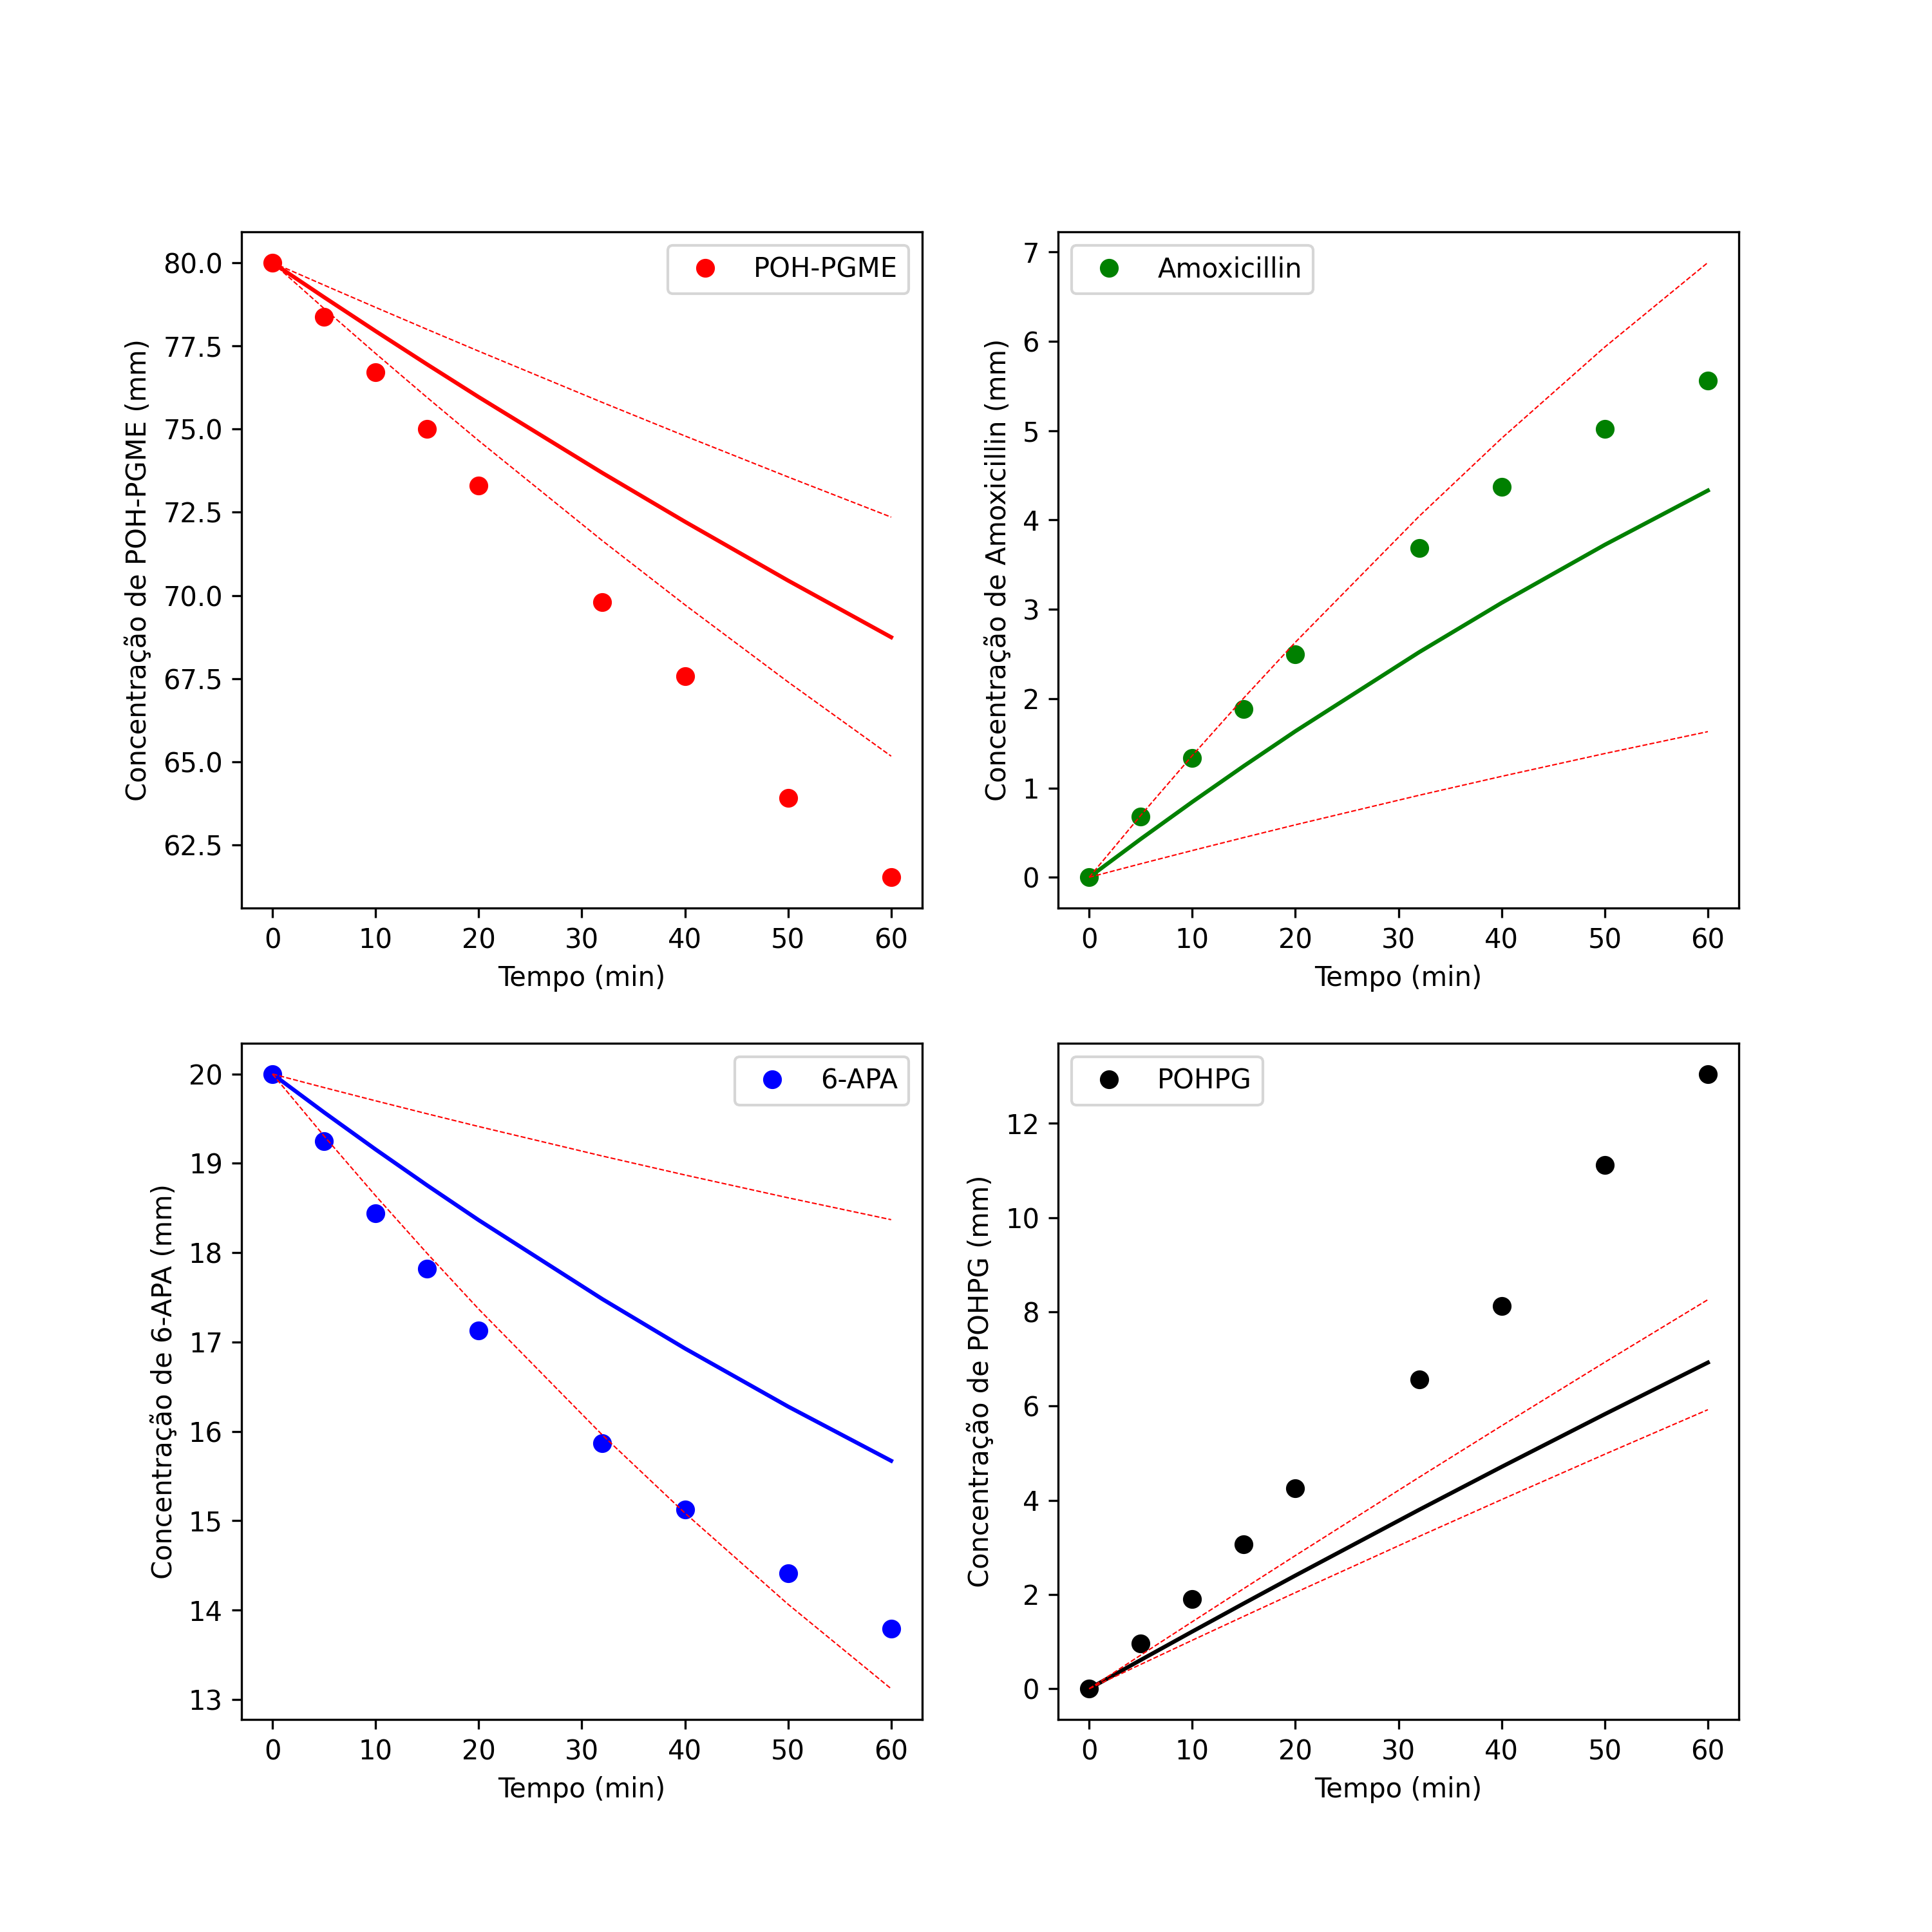 POH-PGME
80.0
77.5
75.0
72.5
70.0
67.5
65.0
62.5
Concentração de POH-PGME (mm)
0 10 20 30 40 50 60
Tempo (min)
Amoxicillin
7
6
5
4
3
2
1
0
Concentração de Amoxicillin (mm)
0 10 20 30 40 50 60
Tempo (min)
6-APA
20
19
18
17
16
15
14
13
Concentração de 6-APA (mm)
0 10 20 30 40 50 60
Tempo (min)
POHPG
12
10
8
6
4
2
0
Concentração de POHPG (mm)
0 10 20 30 40 50 60
Tempo (min)